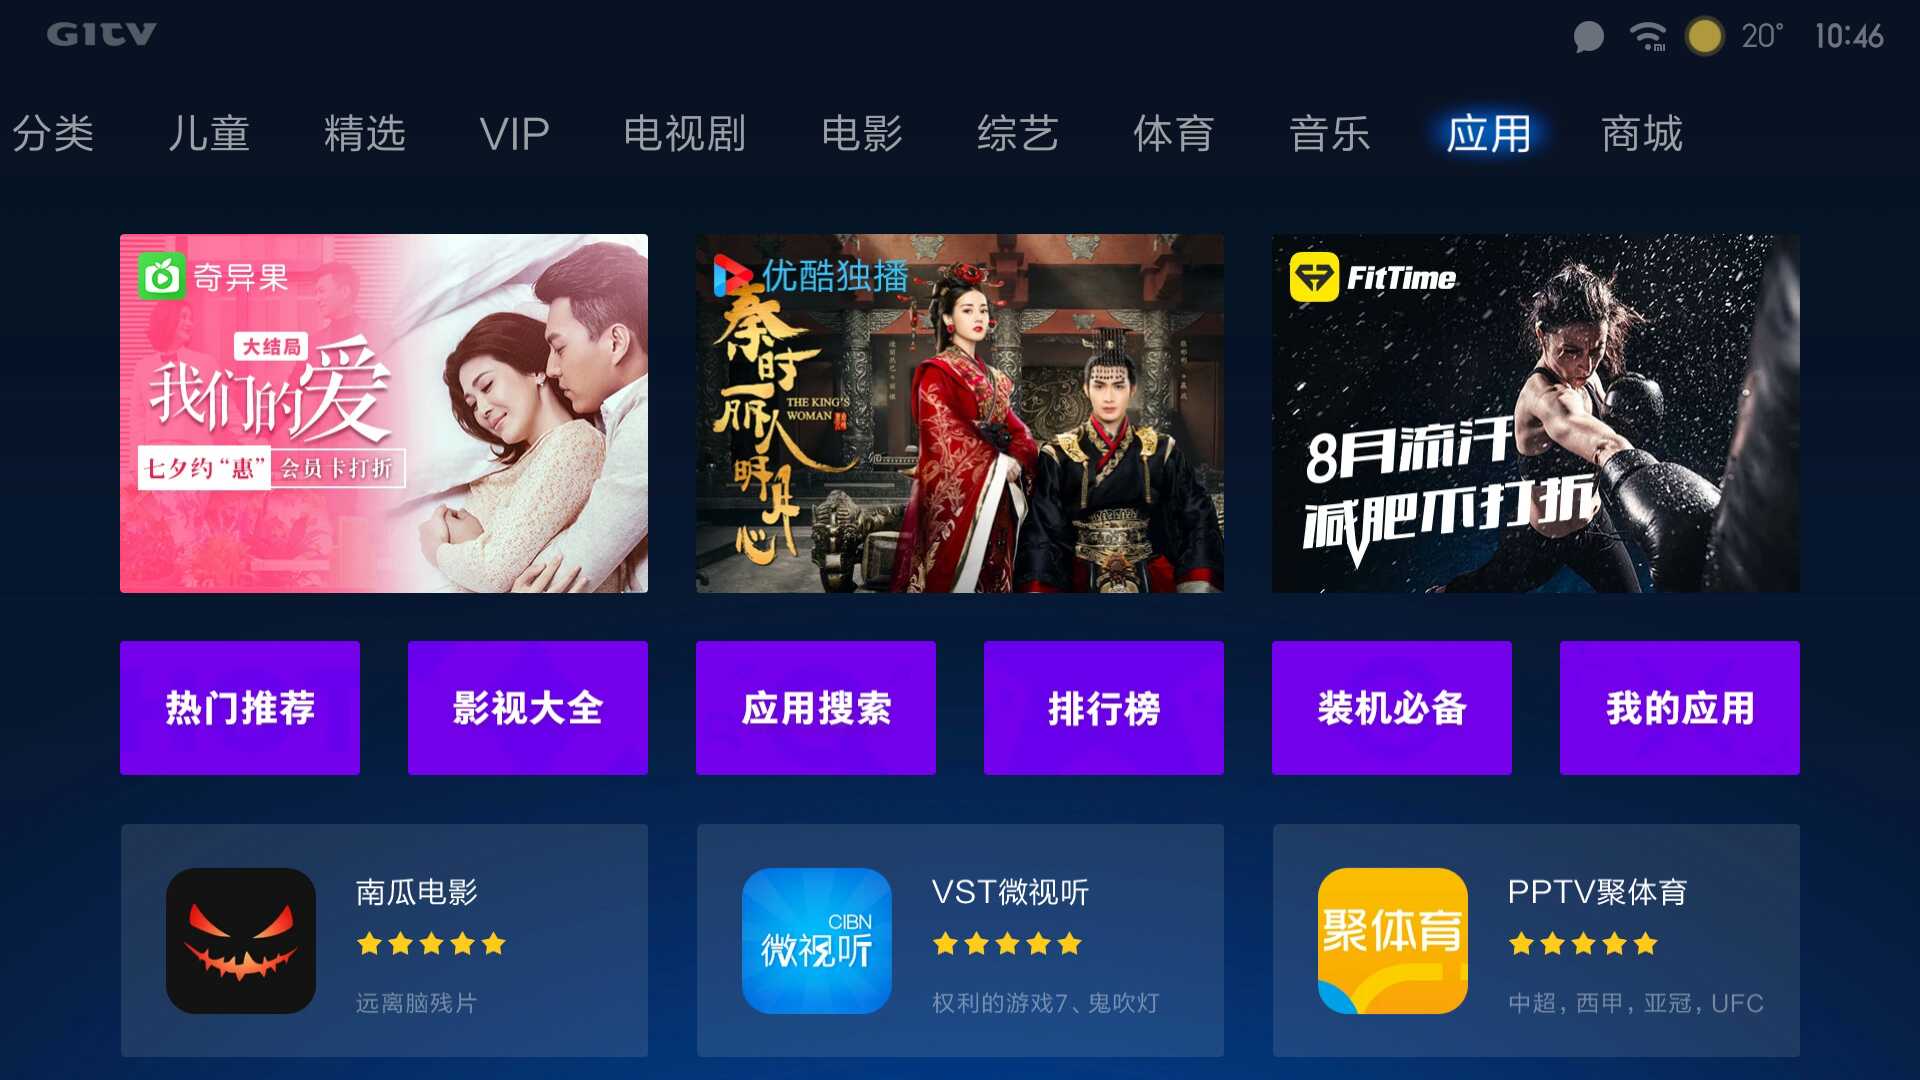 GITV
20° 10:46
分类 儿童 精选 VIP 电视剧 电影 综艺 体育 音乐 应用 商城
奇异果
大结局
我们的爱
七夕约“惠” 会员卡打折
优酷独播
秦时丽人明月心
THE KING'S
WOMAN
FitTime
8月流汗
减肥不打折
热门推荐 影视大全 应用搜索 排行榜 装机必备 我的应用
南瓜电影
远离脑残片
CIBN
微视听
VST微视听
权利的游戏7、鬼吹灯
聚体育
PPTV聚体育
中超，西甲，亚冠，UFC